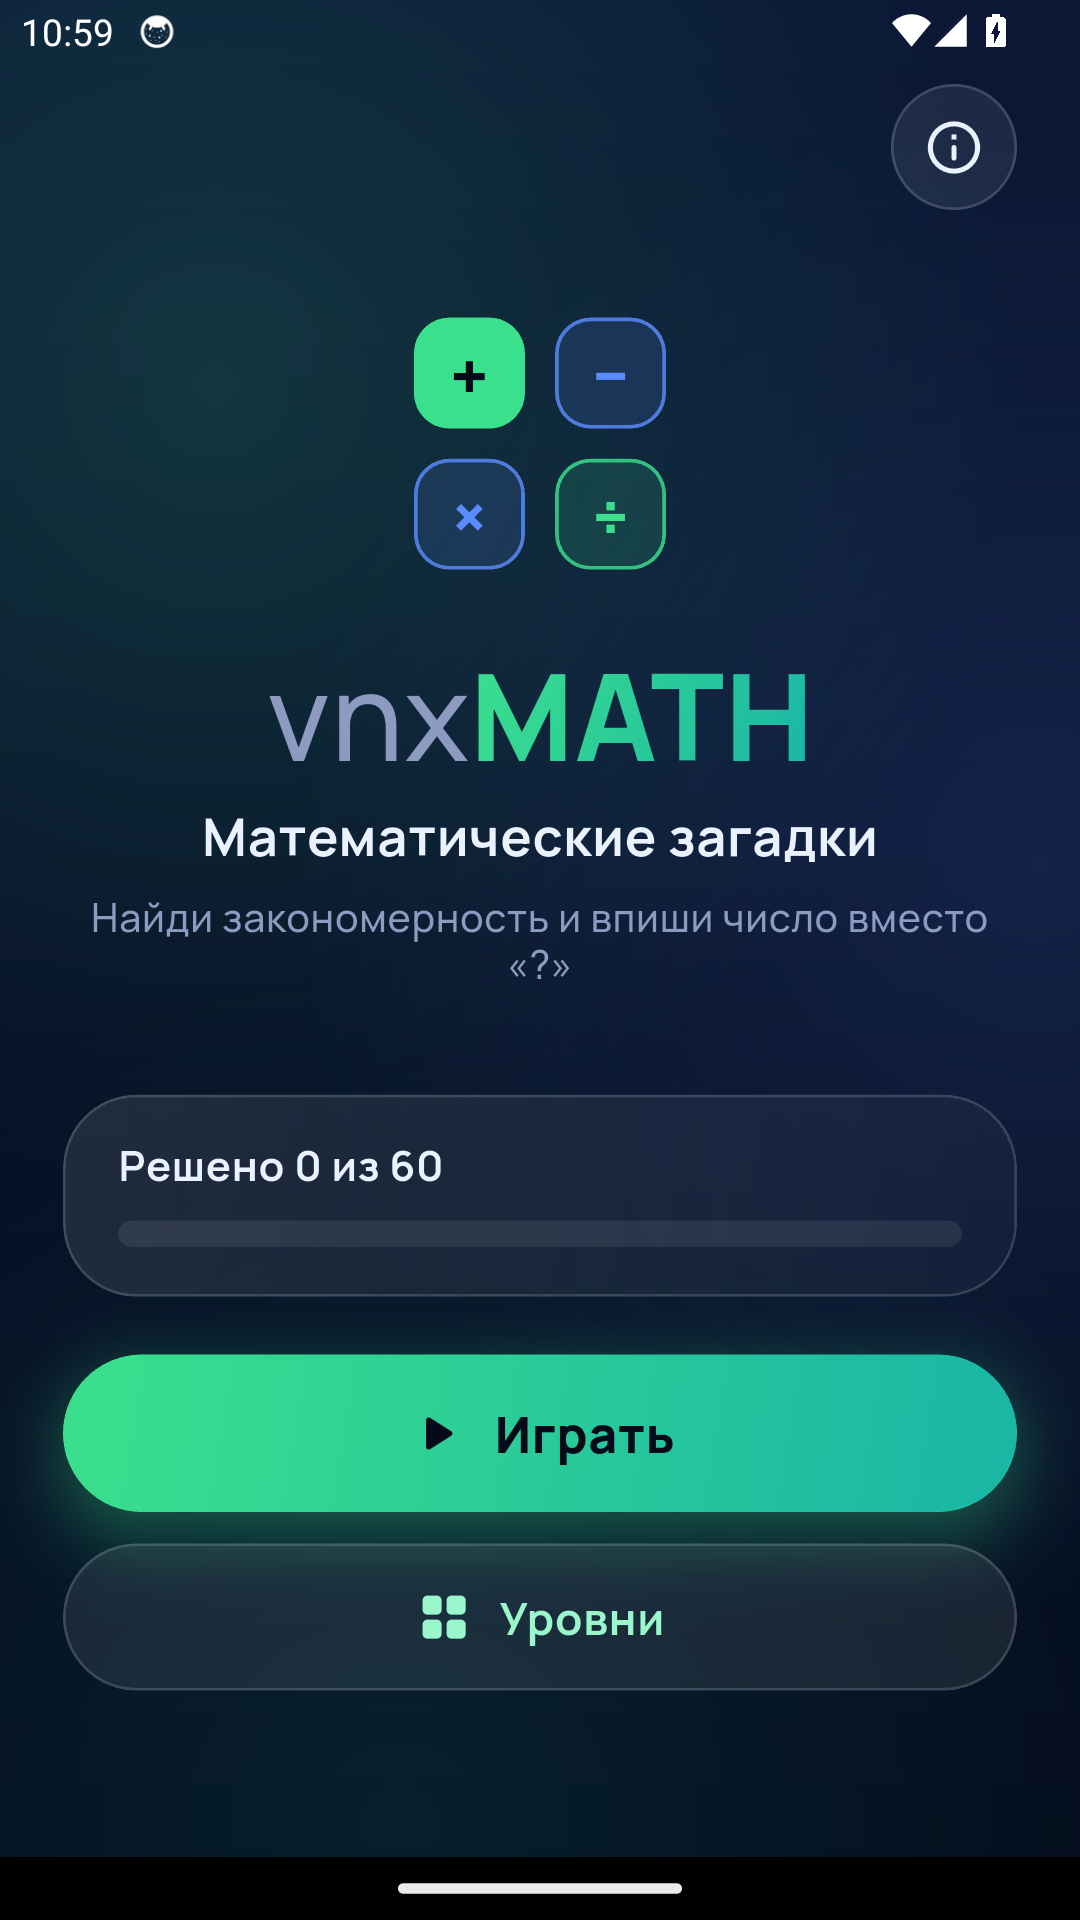 10:59
+ −
× ÷
vnxMATH
Математические загадки
Найди закономерность и впиши число вместо
«?»
Решено 0 из 60
Играть
Уровни